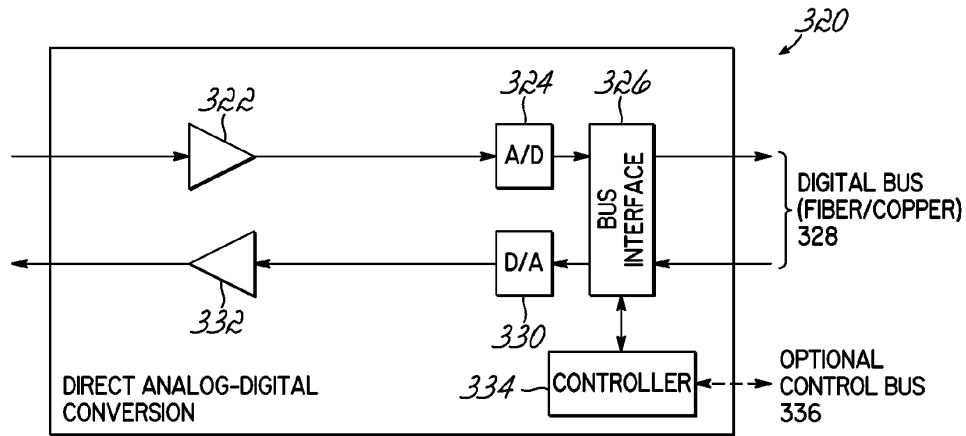 320
322
324
326
A/D
BUS
INTERFACE
DIGITAL BUS
(FIBER/COPPER)
328
D/A
332
330
334
CONTROLLER
OPTIONAL
CONTROL BUS
336
DIRECT ANALOG-DIGITAL
CONVERSION